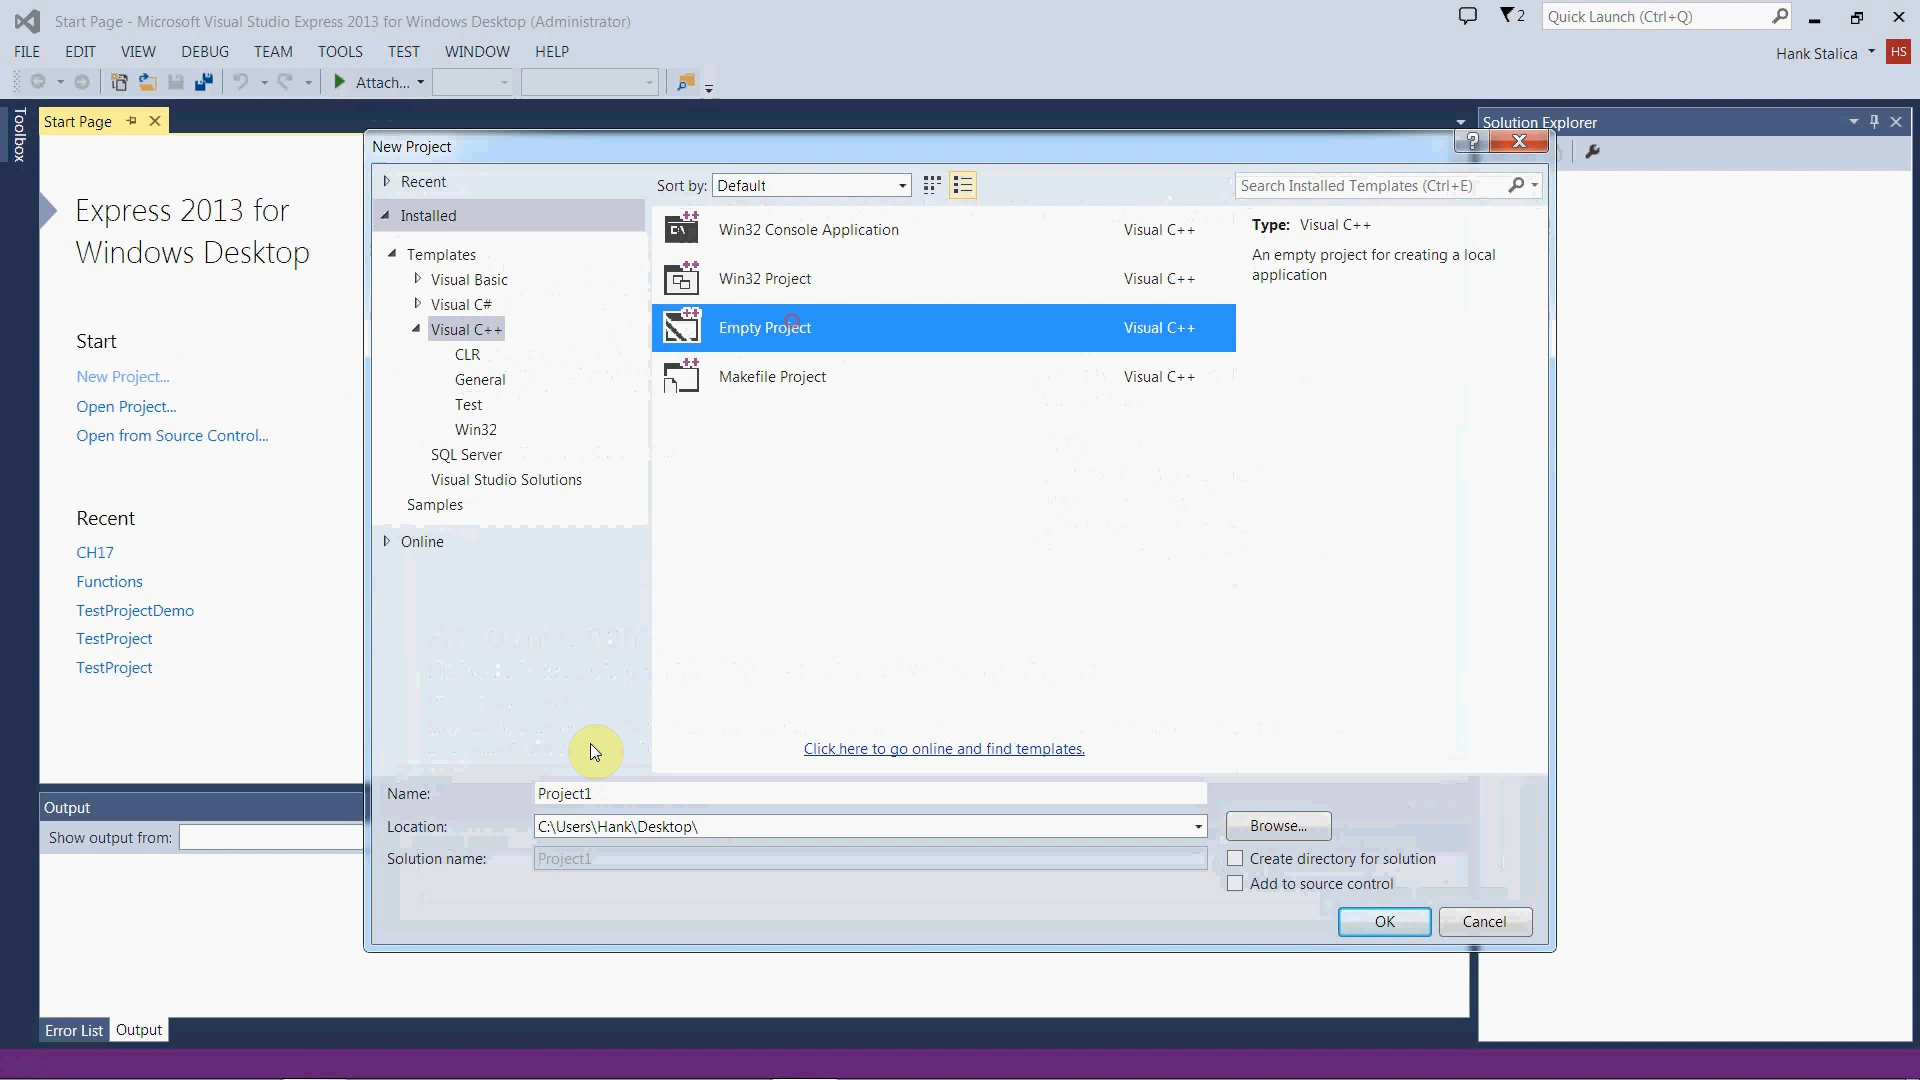 Start Page - Microsoft Visual Studio Express 2013 for Windows Desktop (Administrator)
2
Quick Launch (Ctrl+Q)
FILE EDIT VIEW DEBUG TEAM TOOLS TEST WINDOW HELP
Hank Stalica
HS
Attach...
Toolbox
Start Page
Solution Explorer
Express 2013 for
Windows Desktop
Start
New Project...
Open Project...
Open from Source Control...
Recent
CH17
Functions
TestProjectDemo
TestProject
TestProject
New Project
?
Recent
Installed
Templates
Visual Basic
Visual C#
Visual C++
CLR
General
Test
Win32
SQL Server
Visual Studio Solutions
Samples
Online
Sort by: Default
Search Installed Templates (Ctrl+E)
Win32 Console Application Visual C++
Win32 Project Visual C++
Empty Project Visual C++
Makefile Project Visual C++
Type: Visual C++
An empty project for creating a local
application
Click here to go online and find templates.
Name: Project1
Location: C:\Users\Hank\Desktop\
Browse...
Solution name: Project1
Create directory for solution
Add to source control
OK
Cancel
Output
Show output from:
Error List
Output